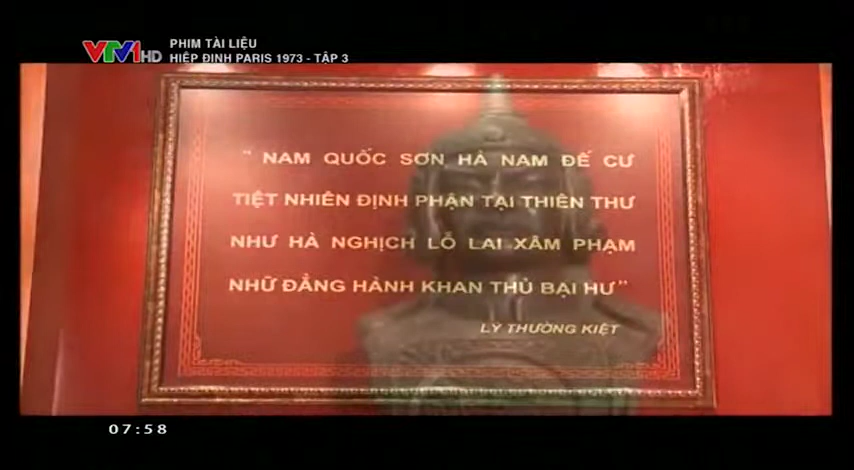 VTV1HD
PHIM TÀI LIỆU
HIỆP ĐỊNH PARIS 1973 - TẬP 3
" NAM QUỐC SƠN HÀ NAM ĐẾ CƯ
TIỆT NHIÊN ĐỊNH PHẬN TẠI THIÊN THƯ
NHƯ HÀ NGHỊCH LỖ LAI XÂM PHẠM
NHỮ ĐẲNG HÀNH KHAN THỦ BẠI HƯ"
LÝ THƯỜNG KIỆT
07:58